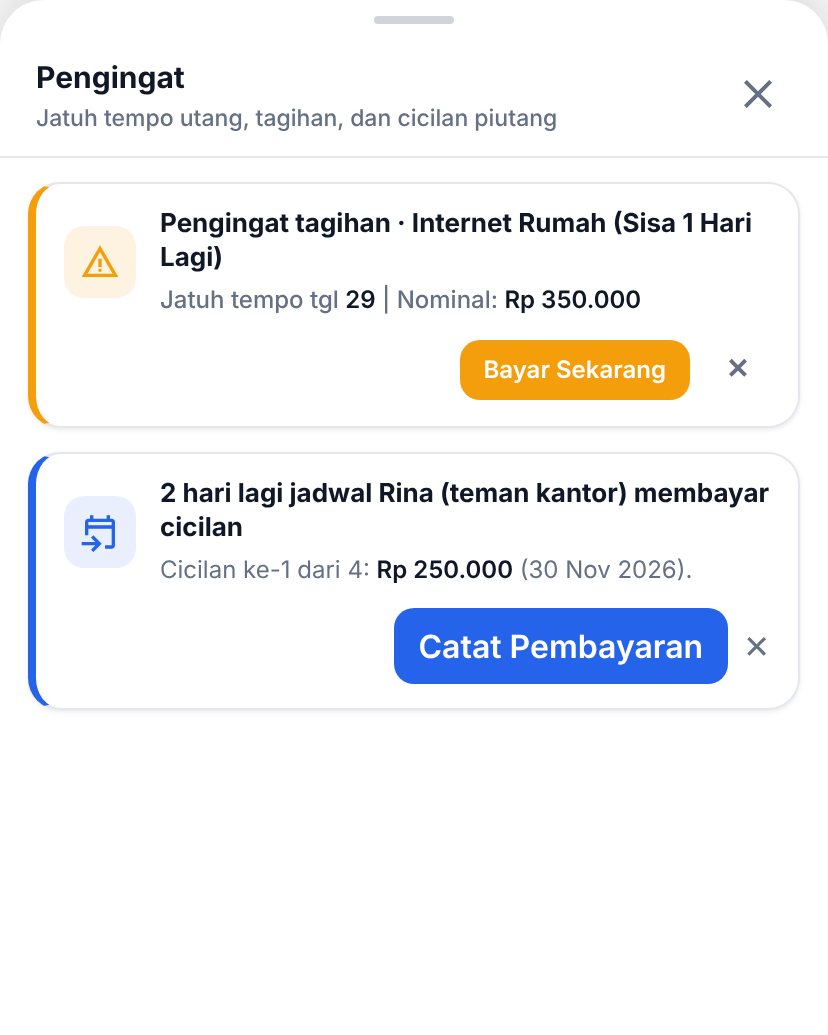 Pengingat
Jatuh tempo utang, tagihan, dan cicilan piutang
Pengingat tagihan · Internet Rumah (Sisa 1 Hari
Lagi)
Jatuh tempo tgl 29 | Nominal: Rp 350.000
Bayar Sekarang
2 hari lagi jadwal Rina (teman kantor) membayar
cicilan
Cicilan ke-1 dari 4: Rp 250.000 (30 Nov 2026).
Catat Pembayaran